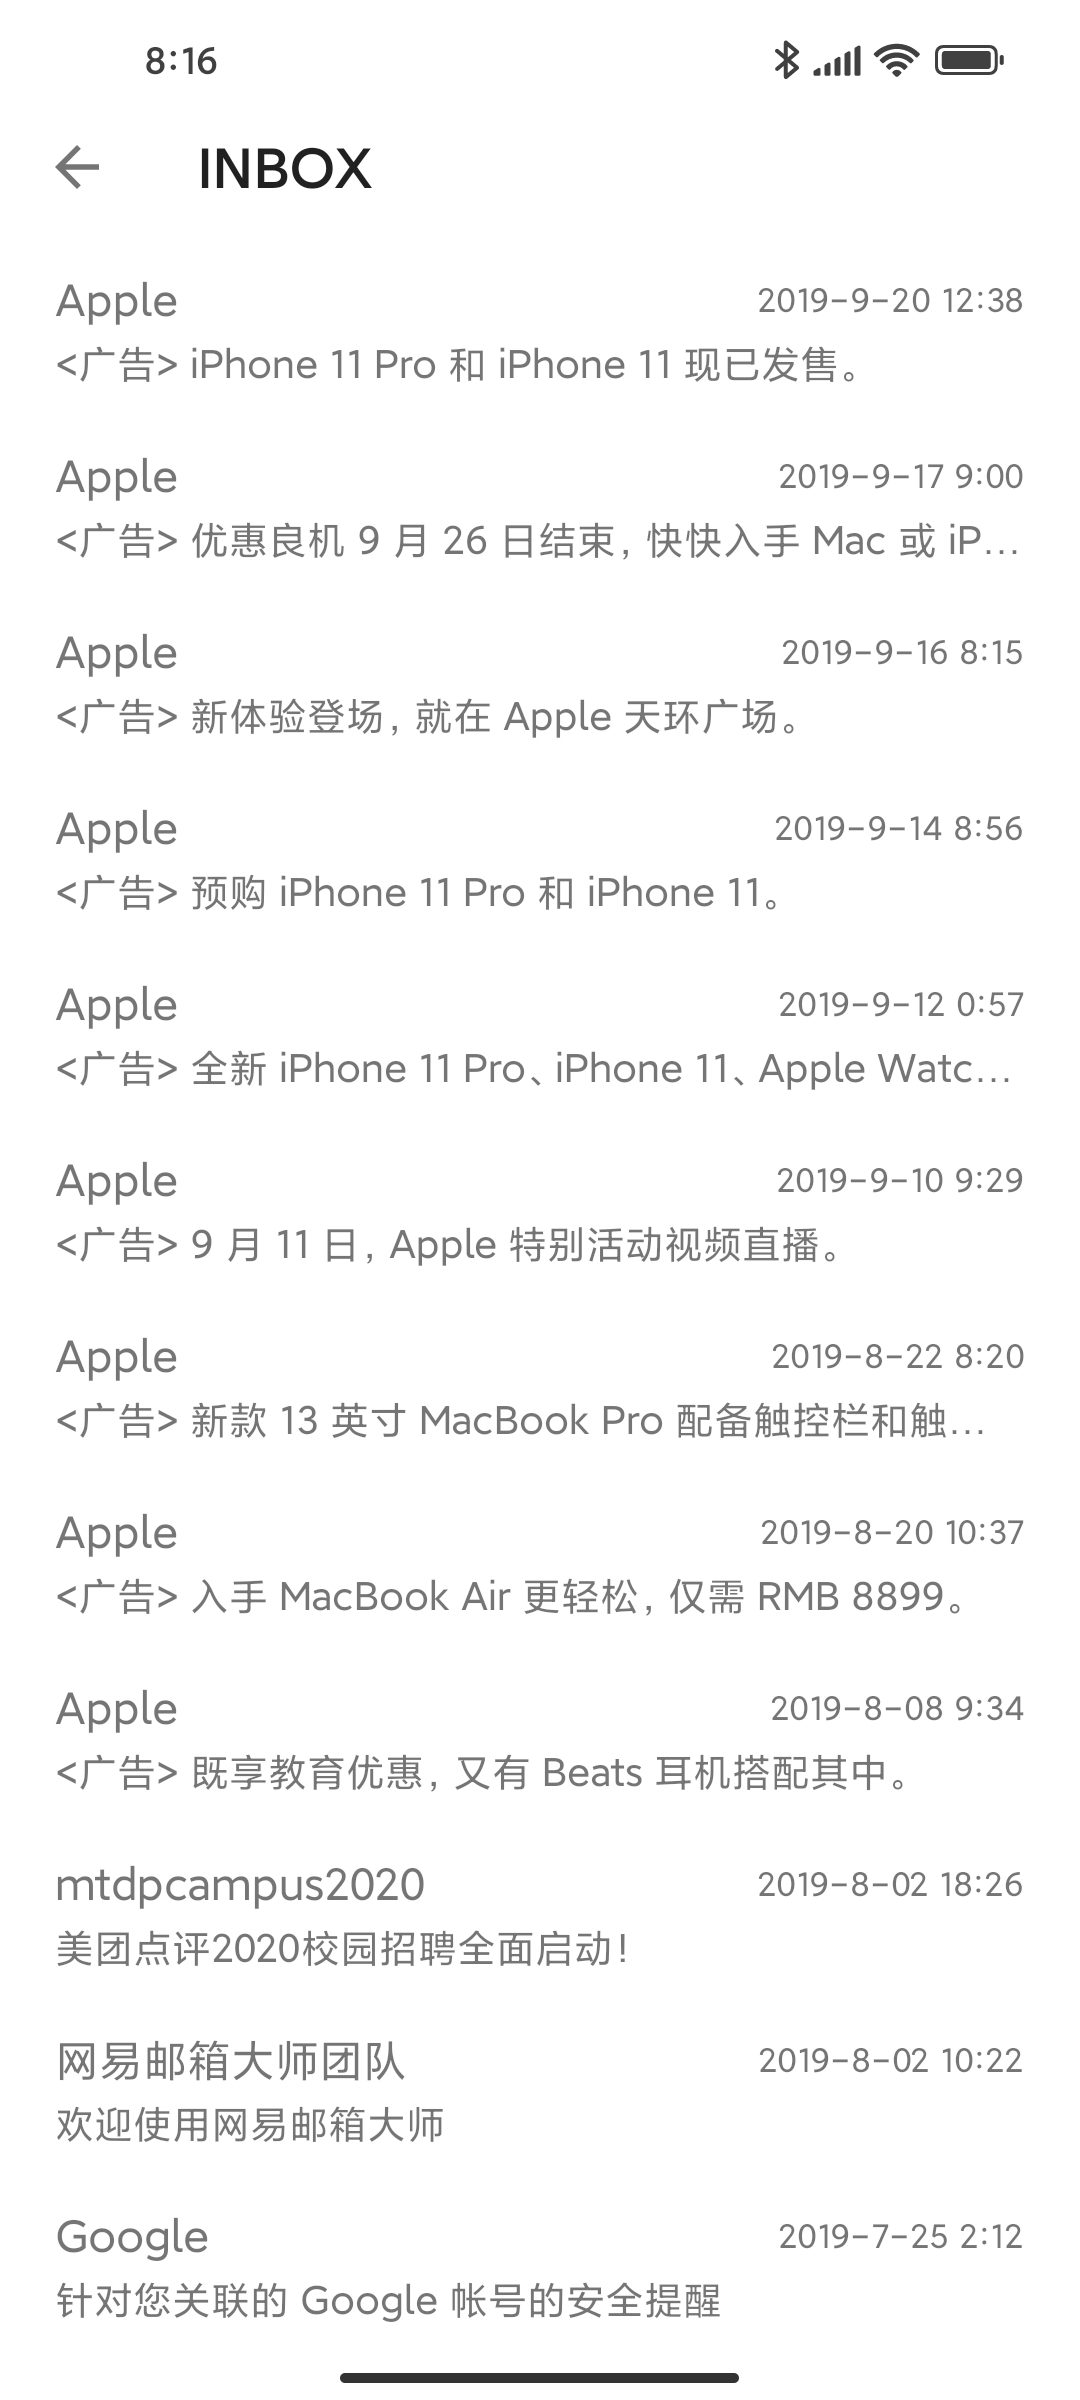 8:16
INBOX
Apple 2019-9-20 12:38
<广告> iPhone 11 Pro 和 iPhone 11 现已发售。
Apple 2019-9-17 9:00
<广告> 优惠良机 9 月 26 日结束，快快入手 Mac 或 iP...
Apple 2019-9-16 8:15
<广告> 新体验登场，就在 Apple 天环广场。
Apple 2019-9-14 8:56
<广告> 预购 iPhone 11 Pro 和 iPhone 11。
Apple 2019-9-12 0:57
<广告> 全新 iPhone 11 Pro、iPhone 11、Apple Watc...
Apple 2019-9-10 9:29
<广告> 9 月 11 日，Apple 特别活动视频直播。
Apple 2019-8-22 8:20
<广告> 新款 13 英寸 MacBook Pro 配备触控栏和触...
Apple 2019-8-20 10:37
<广告> 入手 MacBook Air 更轻松，仅需 RMB 8899。
Apple 2019-8-08 9:34
<广告> 既享教育优惠，又有 Beats 耳机搭配其中。
mtdpcampus2020 2019-8-02 18:26
美团点评2020校园招聘全面启动！
网易邮箱大师团队 2019-8-02 10:22
欢迎使用网易邮箱大师
Google 2019-7-25 2:12
针对您关联的 Google 帐号的安全提醒